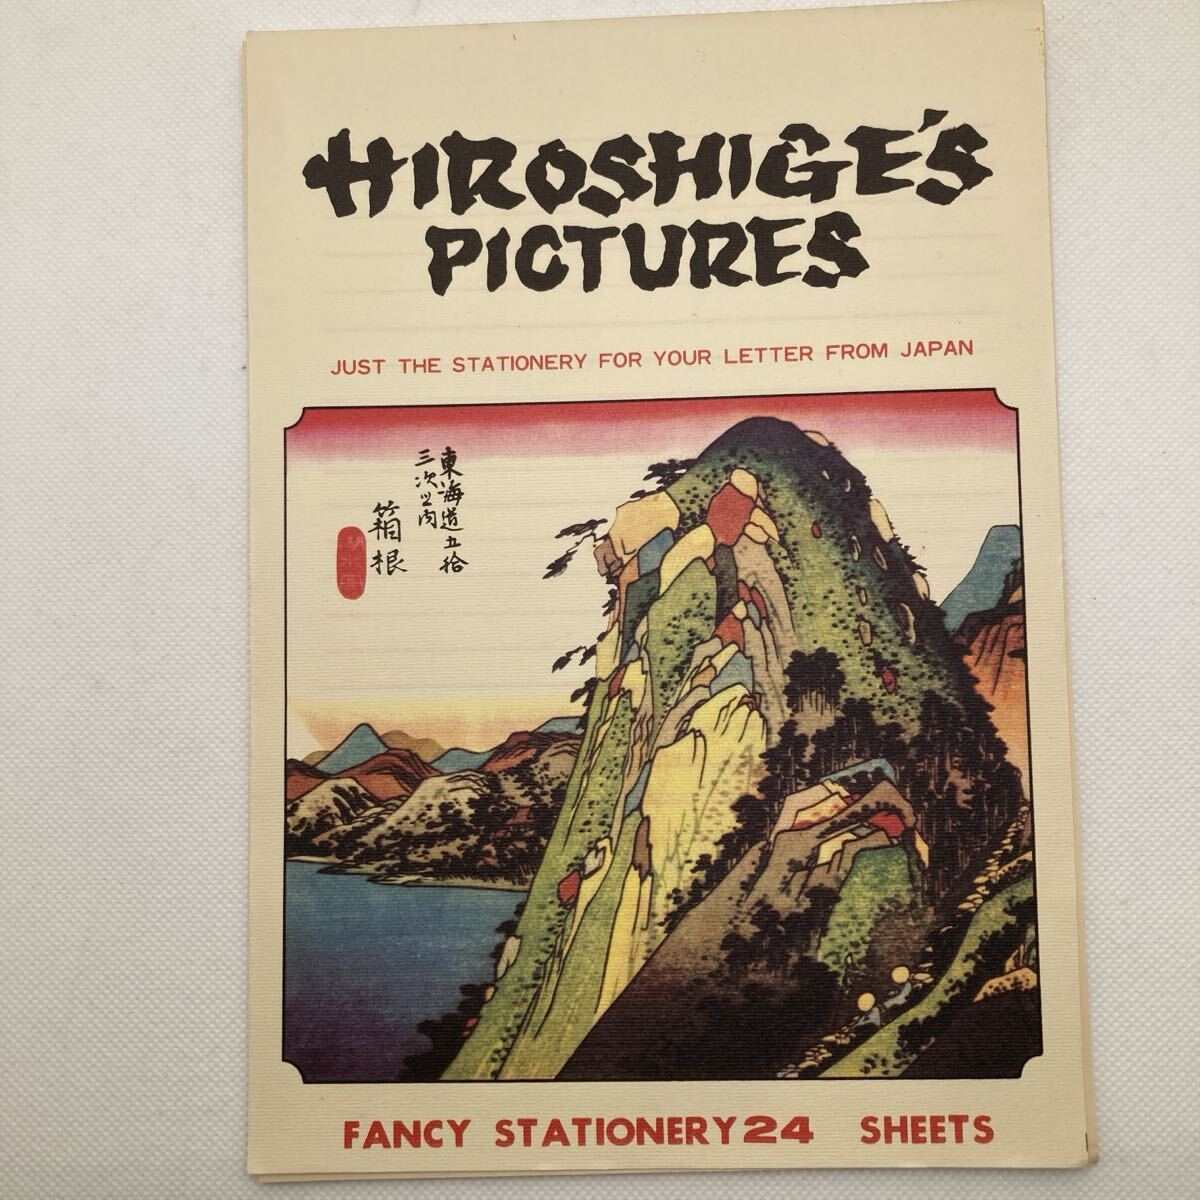 HIROSHIGE'S
PICTURES
JUST THE STATIONERY FOR YOUR LETTER FROM JAPAN
東海道五拾
三次之内
箱根
FANCY STATIONERY 24 SHEETS